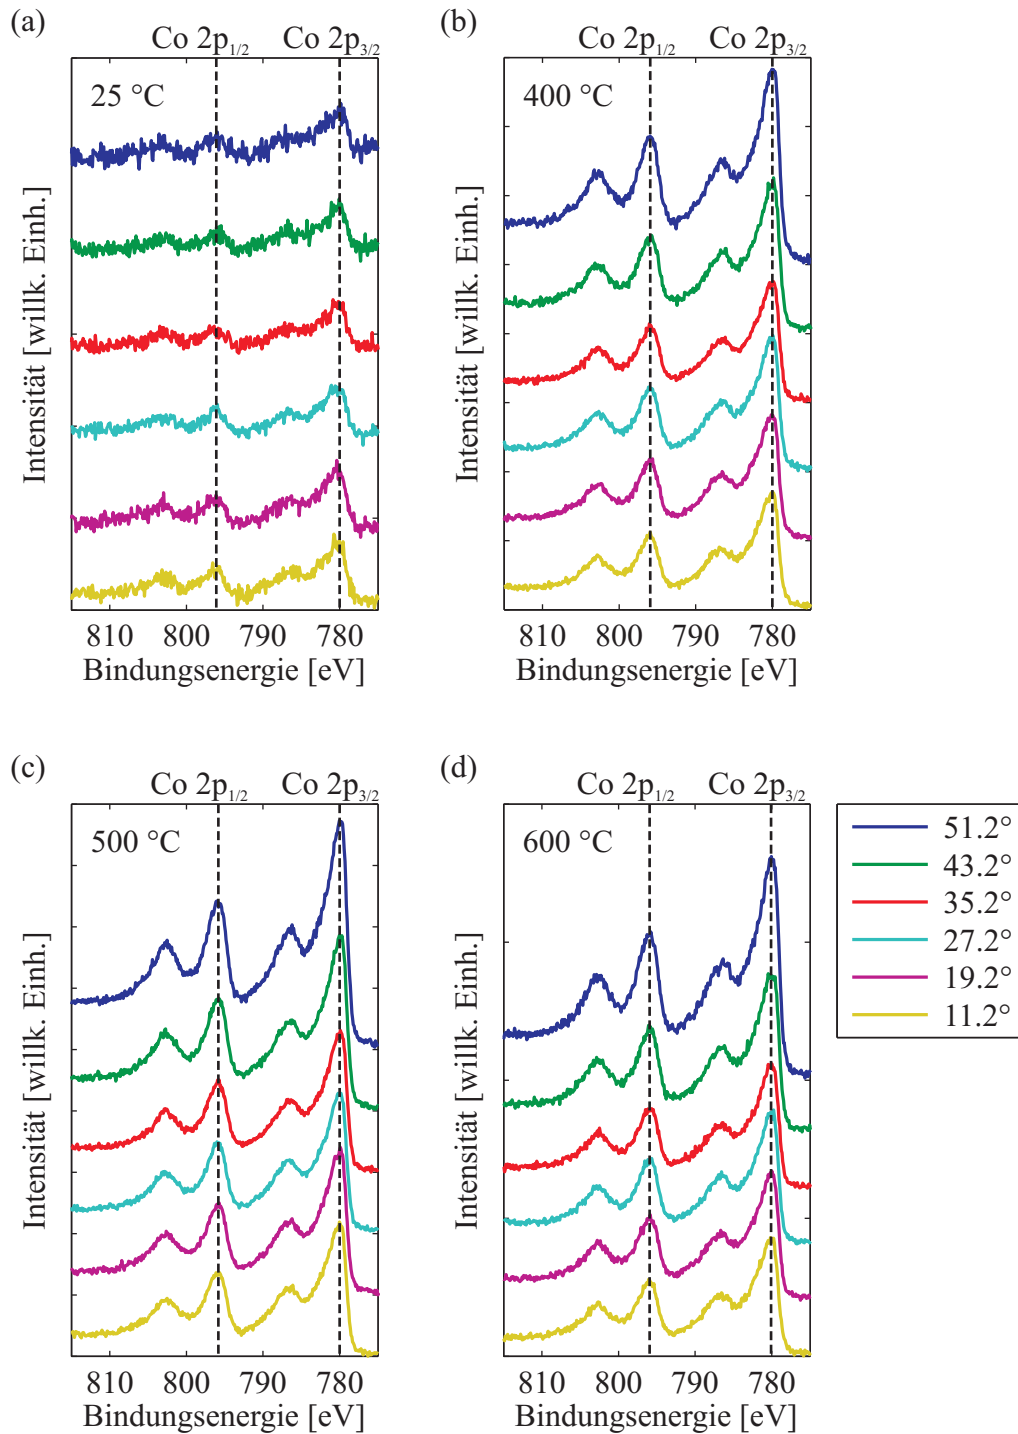 (a)
Co 2p1/2 Co 2p3/2
25 °C
Intensität [willk. Einh.]
810 800 790 780
Bindungsenergie [eV]
(b)
Co 2p1/2 Co 2p3/2
400 °C
Intensität [willk. Einh.]
810 800 790 780
Bindungsenergie [eV]
(c)
Co 2p1/2 Co 2p3/2
500 °C
Intensität [willk. Einh.]
810 800 790 780
Bindungsenergie [eV]
(d)
Co 2p1/2 Co 2p3/2
600 °C
Intensität [willk. Einh.]
810 800 790 780
Bindungsenergie [eV]
51.2°
43.2°
35.2°
27.2°
19.2°
11.2°